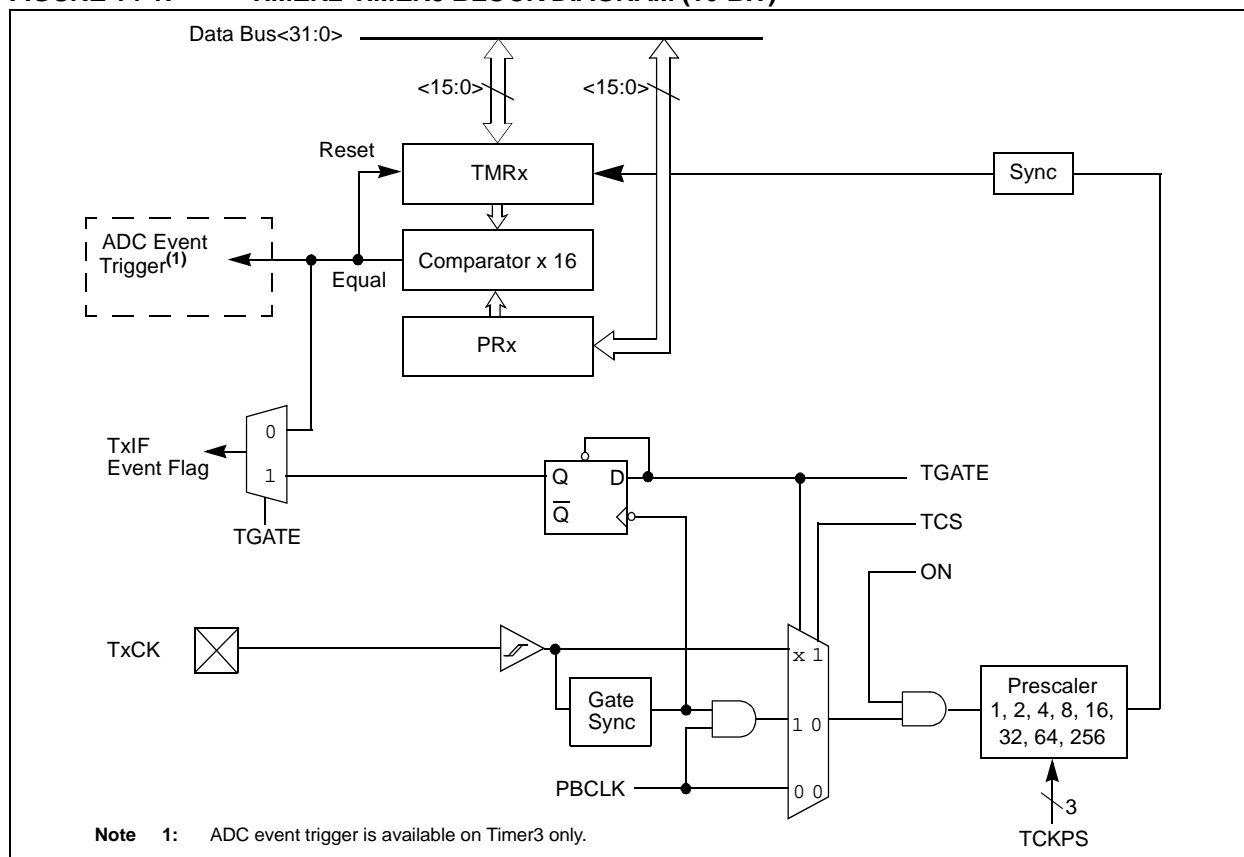 Data Bus<31:0>
<15:0>
<15:0>
Reset
TMRx
Sync
ADC Event
Trigger(1)
Equal
Comparator x 16
PRx
TxIF
Event Flag
0
1
TGATE
Q
D
Q
TGATE
TCS
ON
TxCK
x 1
Gate
Sync
1 0
Prescaler
1, 2, 4, 8, 16,
32, 64, 256
PBCLK
0 0
3
TCKPS
Note 1: ADC event trigger is available on Timer3 only.